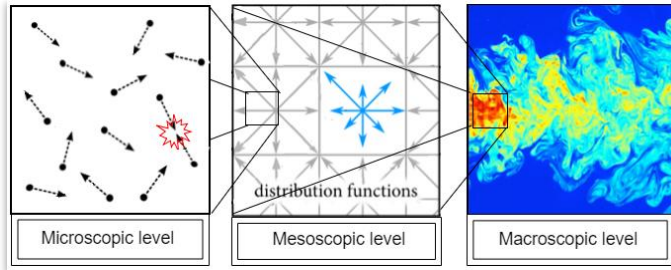 distribution functions
Microscopic level
Mesoscopic level
Macroscopic level